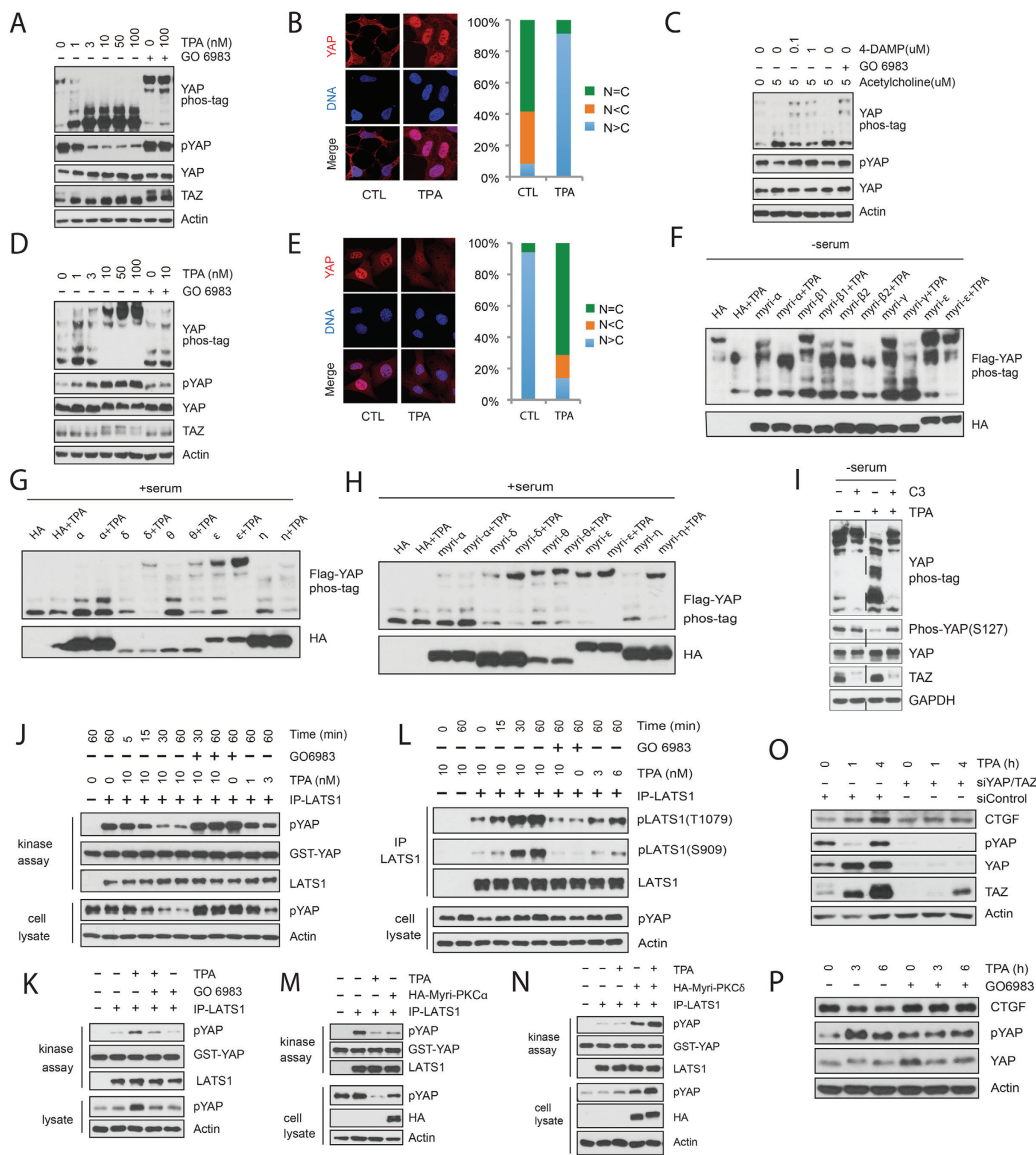 A
0 1 3 10 50 100 0 100 TPA (nM)
+ + GO 6983
YAP
phos-tag
pYAP
YAP
TAZ
Actin
B
YAP
DNA
Merge
CTL TPA
100%
80%
60%
40%
20%
0%
CTL TPA
N=C
N<C
N>C
C
0 0 0.1 1 0 0 4-DAMP(uM)
GO 6983
+
0 5 5 5 0 5 Acetylcholine(uM)
YAP
phos-tag
pYAP
YAP
Actin
D
0 1 3 10 50 100 0 10 TPA (nM)
+ + GO 6983
YAP
phos-tag
pYAP
YAP
TAZ
Actin
E
YAP
DNA
Merge
CTL TPA
100%
80%
60%
40%
20%
0%
CTL TPA
N=C
N<C
N>C
F
-serum
HA HA+TPA myri-α myri-α+TPA myri-β1 myri-β1+TPA myri-β2 myri-β2+TPA myri-γ myri-γ+TPA myri-ε myri-ε+TPA
Flag-YAP
phos-tag
HA
G
+serum
HA HA+TPA α α+TPA δ δ+TPA θ θ+TPA ε ε+TPA η η+TPA
Flag-YAP
phos-tag
HA
H
+serum
HA HA+TPA myri-α myri-α+TPA myri-δ myri-δ+TPA myri-θ myri-θ+TPA myri-ε myri-ε+TPA myri-η myri-η+TPA
Flag-YAP
phos-tag
HA
I
-serum
- + - + C3
- - + + TPA
YAP
phos-tag
Phos-YAP(S127)
YAP
TAZ
GAPDH
J
60 60 5 15 30 60 30 60 60 60 60 Time (min)
- - - - - - + + + - - GO6983
0 0 10 10 10 10 10 10 0 1 3 TPA (nM)
- + + + + + + + + + + IP-LATS1
kinase
assay
pYAP
GST-YAP
LATS1
cell
lysate
pYAP
Actin
K
- - + + - TPA
- - - + + GO 6983
- + + + + IP-LATS1
kinase
assay
pYAP
GST-YAP
LATS1
lysate
pYAP
Actin
L
0 60 0 15 30 60 60 60 60 60 Time (min)
- - - - - - + + - - GO 6983
10 10 10 10 10 10 10 0 3 6 TPA (nM)
- - + + + + + + + + IP-LATS1
IP
LATS1
pLATS1(T1079)
pLATS1(S909)
LATS1
cell
lysate
pYAP
Actin
M
- - + - TPA
- - - + HA-Myri-PKCα
- + + + IP-LATS1
kinase
assay
pYAP
GST-YAP
LATS1
cell
lysate
pYAP
HA
Actin
N
- - + - + TPA
- - - + + HA-Myri-PKCδ
- + + + + IP-LATS1
kinase
assay
pYAP
GST-YAP
LATS1
cell
lysate
pYAP
HA
Actin
O
0 1 4 0 1 4 TPA (h)
- - - + + + siYAP/TAZ
+ + + - - - siControl
CTGF
pYAP
YAP
TAZ
Actin
P
0 3 6 0 3 6 TPA (h)
- - - + + + GO6983
CTGF
pYAP
YAP
Actin